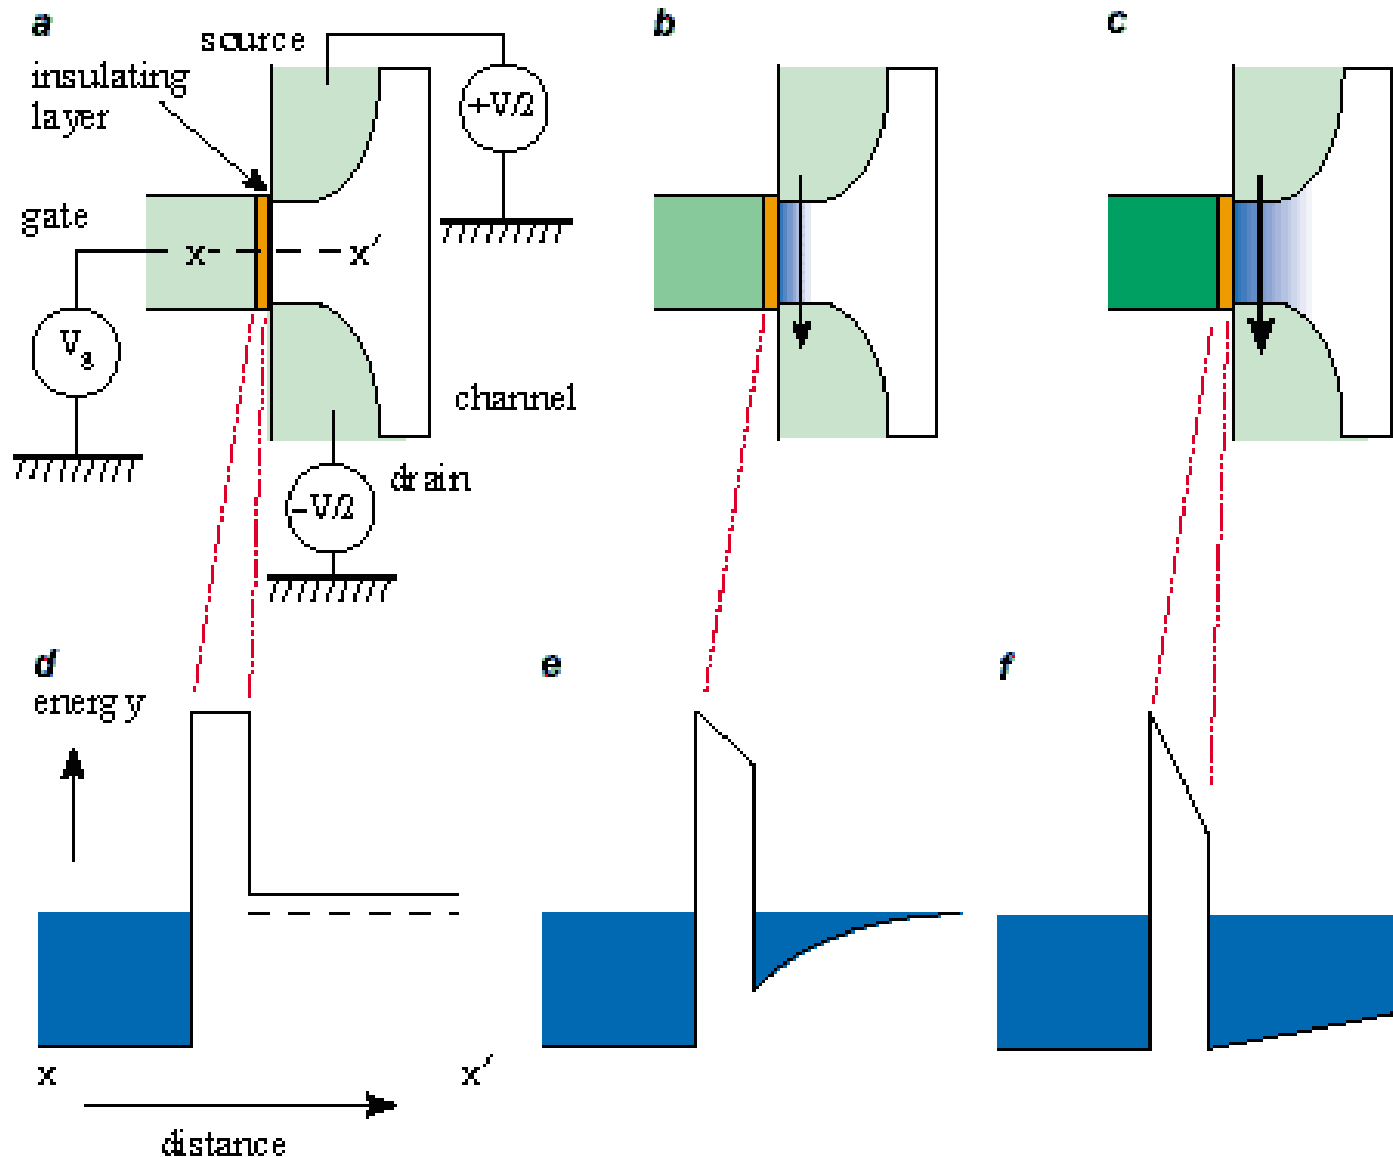 a
source
insulating
layer
+V/2
gate
x
x′
V
g
channel
drain
−V/2
b
c
d
energy
x
x′
distance
e
f